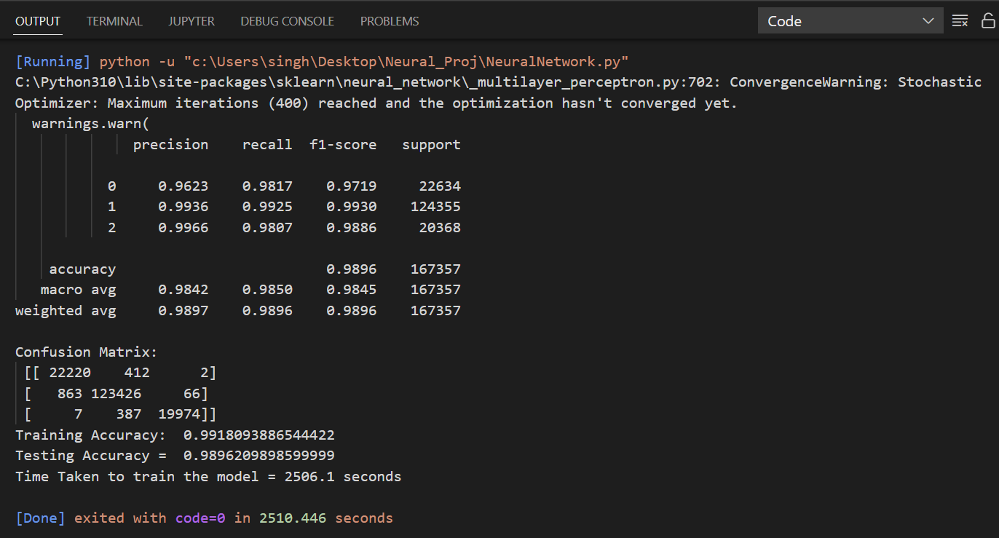 OUTPUT TERMINAL JUPYTER DEBUG CONSOLE PROBLEMS Code
[Running] python -u "c:\Users\singh\Desktop\Neural_Proj\NeuralNetwork.py"
C:\Python310\lib\site-packages\sklearn\neural_network\_multilayer_perceptron.py:702: ConvergenceWarning: Stochastic
Optimizer: Maximum iterations (400) reached and the optimization hasn't converged yet.
  warnings.warn(
              precision    recall  f1-score   support

           0     0.9623    0.9817    0.9719     22634
           1     0.9936    0.9925    0.9930    124355
           2     0.9966    0.9807    0.9886     20368

    accuracy                         0.9896    167357
   macro avg     0.9842    0.9850    0.9845    167357
weighted avg     0.9897    0.9896    0.9896    167357

Confusion Matrix:
 [[ 22220    412      2]
 [   863 123426     66]
 [     7    387  19974]]
Training Accuracy:  0.9918093886544422
Testing Accuracy =  0.9896209898599999
Time Taken to train the model = 2506.1 seconds

[Done] exited with code=0 in 2510.446 seconds